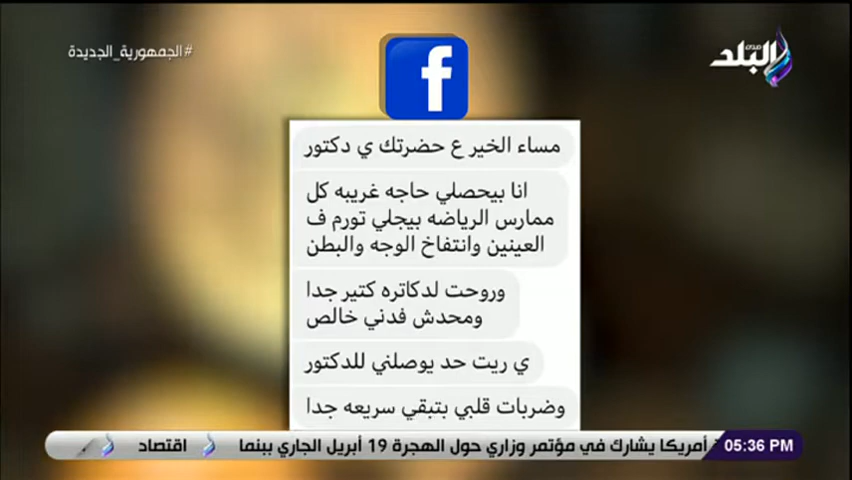 #الجمهورية_الجديدة
صدى البلد
f
مساء الخير ع حضرتك ي دكتور
انا بيحصلي حاجه غريبه كل
ممارس الرياضه بيجلي تورم ف
العينين وانتفاخ الوجه والبطن
وروحت لدكاتره كتير جدا
ومحدش فدني خالص
ي ريت حد يوصلني للدكتور
وضربات قلبي بتبقي سريعه جدا
05:36 PM
أمريكا يشارك في مؤتمر وزاري حول الهجرة 19 أبريل الجاري ببنما
اقتصاد